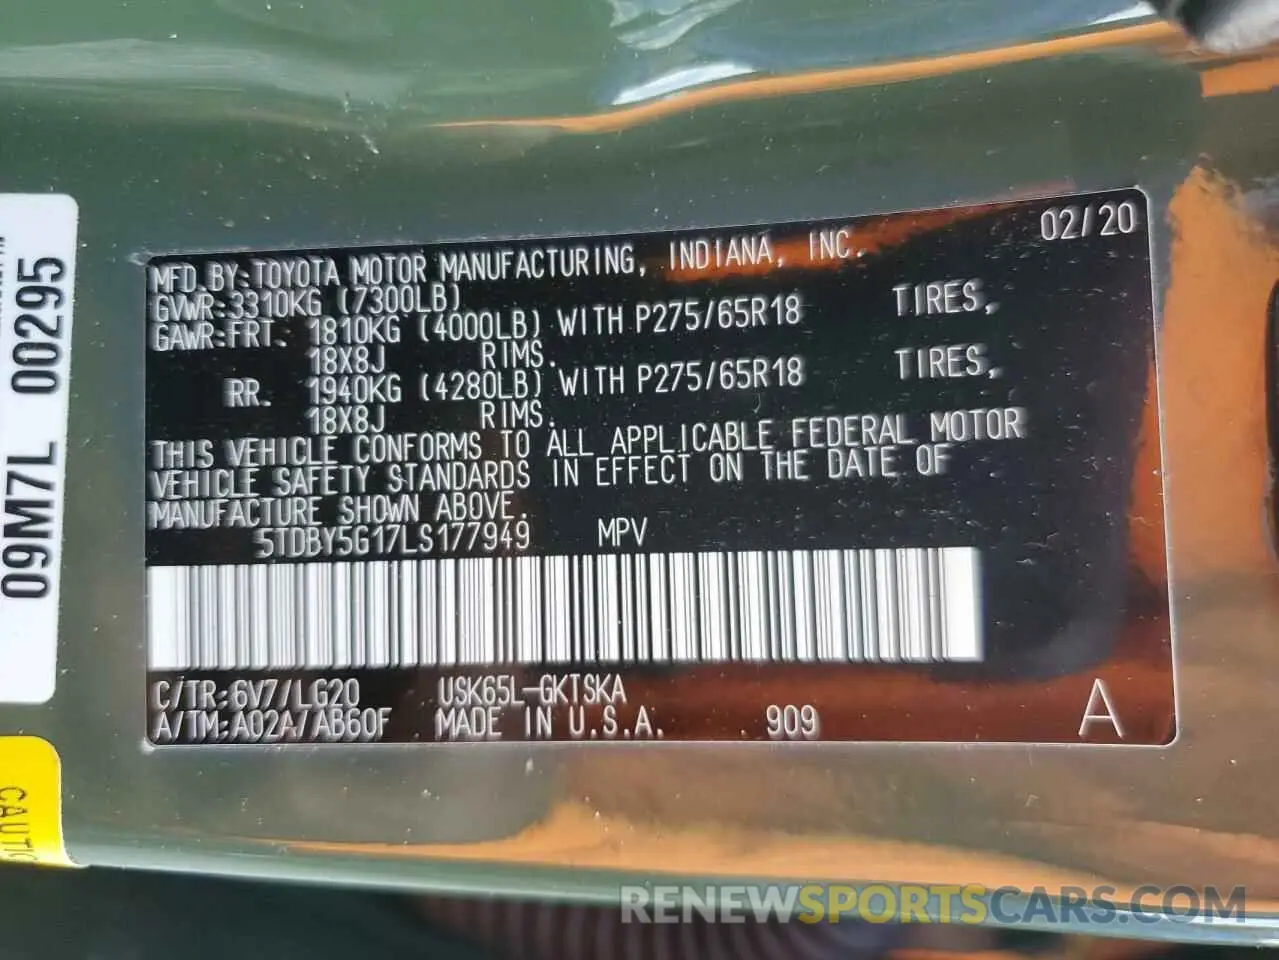 02/20
MFD.BY:TOYOTA MOTOR MANUFACTURING, INDIANA, INC.
GVWR:3310KG (7300LB)
GAWR:FRT. 1810KG (4000LB) WITH P275/65R18 TIRES,
18X8J RIMS.
RR. 1940KG (4280LB) WITH P275/65R18 TIRES,
18X8J RIMS.
THIS VEHICLE CONFORMS TO ALL APPLICABLE FEDERAL MOTOR
VEHICLE SAFETY STANDARDS IN EFFECT ON THE DATE OF
MANUFACTURE SHOWN ABOVE.
5TDBY5G17LS177949 MPV
C/TR:6V7/LG20 USK65L-GKTSKA
A/TM:A02A/AB60F MADE IN U.S.A. 909 A
09M7L 00295
RENEWSPORTSCARS.COM